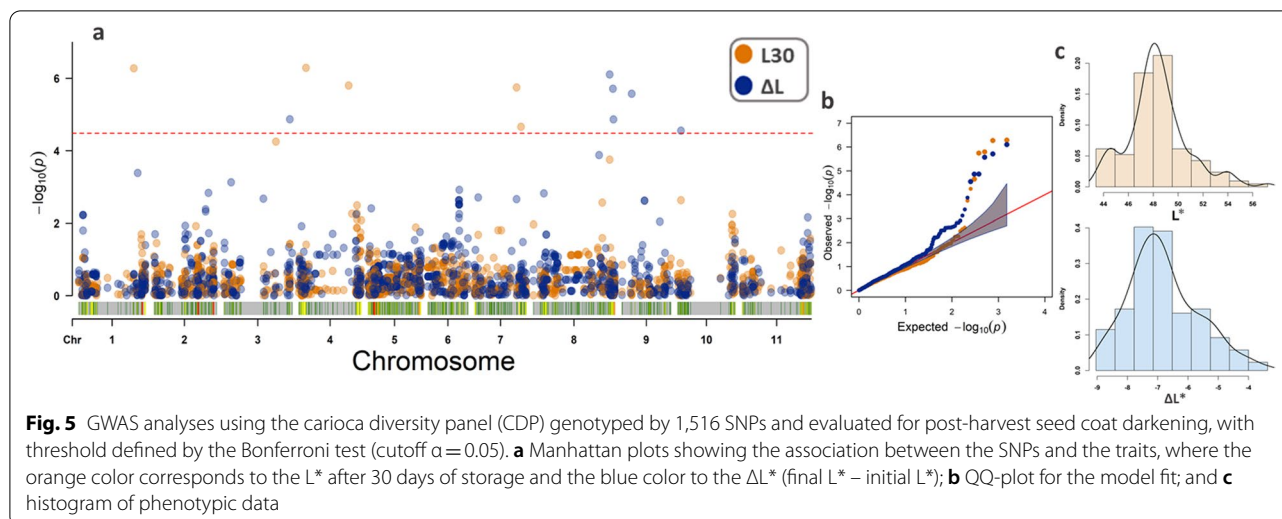 a
L30
ΔL
−log10(p)
6
4
2
0
Chr 1 2 3 4 5 6 7 8 9 10 11
Chromosome
b
Observed −log10(p)
7
6
5
4
3
2
1
0
0 1 2 3 4
Expected −log10(p)
c
Density
0.20
0.15
0.10
0.05
0.00
44 46 48 50 52 54 56
L*
Density
0.4
0.3
0.2
0.1
0.0
-9 -8 -7 -6 -5 -4
ΔL*
Fig. 5 GWAS analyses using the carioca diversity panel (CDP) genotyped by 1,516 SNPs and evaluated for post-harvest seed coat darkening, with
threshold defined by the Bonferroni test (cutoff α = 0.05). a Manhattan plots showing the association between the SNPs and the traits, where the
orange color corresponds to the L* after 30 days of storage and the blue color to the ΔL* (final L* – initial L*); b QQ-plot for the model fit; and c
histogram of phenotypic data